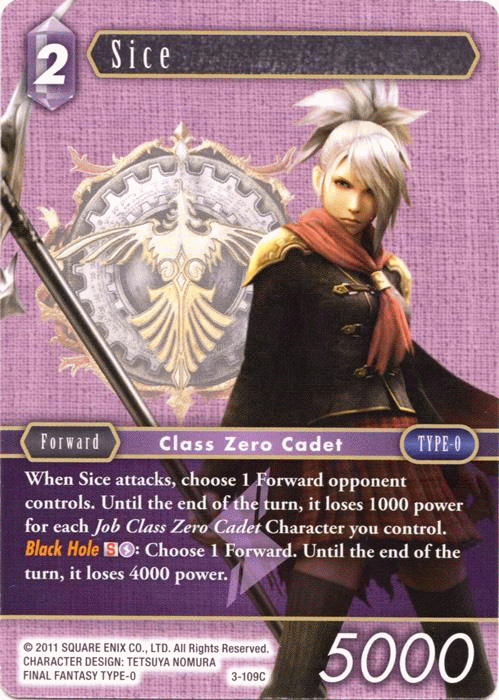 2
Sice
Forward
Class Zero Cadet
TYPE-0
When Sice attacks, choose 1 Forward opponent
controls. Until the end of the turn, it loses 1000 power
for each Job Class Zero Cadet Character you control.
Black Hole S: Choose 1 Forward. Until the end of the
turn, it loses 4000 power.
© 2011 SQUARE ENIX CO., LTD. All Rights Reserved.
CHARACTER DESIGN: TETSUYA NOMURA
FINAL FANTASY TYPE-0
3-109C
5000